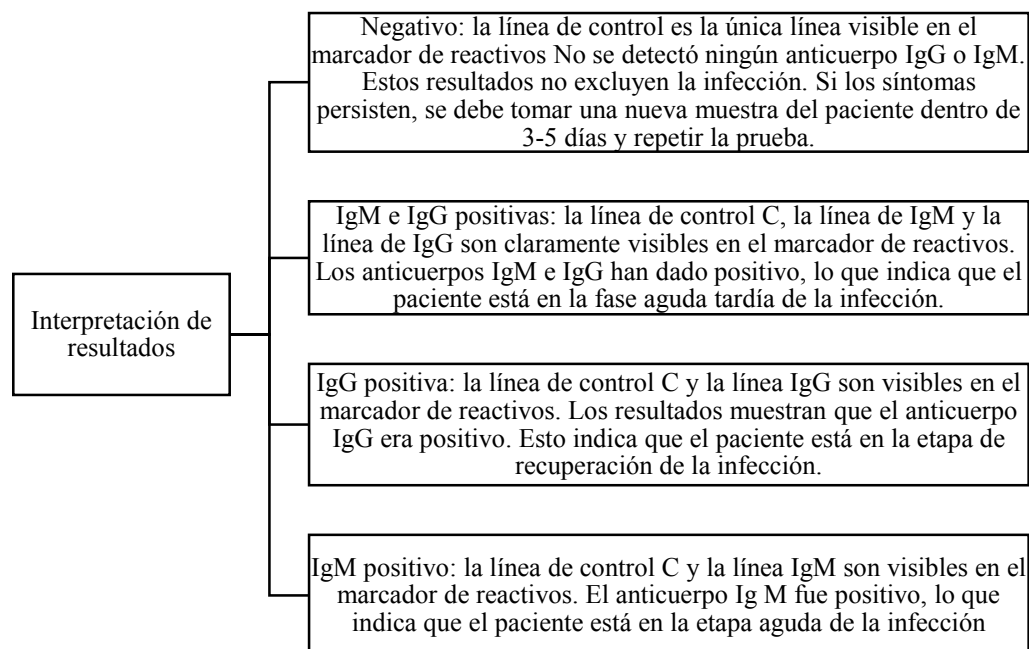 Interpretación de
resultados
Negativo: la línea de control es la única línea visible en el
marcador de reactivos No se detectó ningún anticuerpo IgG o IgM.
Estos resultados no excluyen la infección. Si los síntomas
persisten, se debe tomar una nueva muestra del paciente dentro de
3-5 días y repetir la prueba.
IgM e IgG positivas: la línea de control C, la línea de IgM y la
línea de IgG son claramente visibles en el marcador de reactivos.
Los anticuerpos IgM e IgG han dado positivo, lo que indica que el
paciente está en la fase aguda tardía de la infección.
IgG positiva: la línea de control C y la línea IgG son visibles en el
marcador de reactivos. Los resultados muestran que el anticuerpo
IgG era positivo. Esto indica que el paciente está en la etapa de
recuperación de la infección.
IgM positivo: la línea de control C y la línea IgM son visibles en el
marcador de reactivos. El anticuerpo Ig M fue positivo, lo que
indica que el paciente está en la etapa aguda de la infección